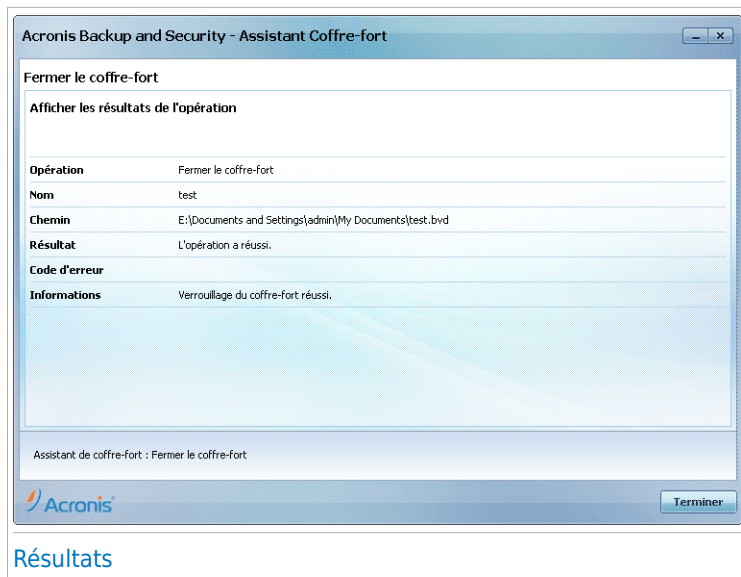 Acronis Backup and Security - Assistant Coffre-fort
Fermer le coffre-fort
Afficher les résultats de l'opération
Opération Fermer le coffre-fort
Nom test
Chemin E:\Documents and Settings\admin\My Documents\test.bvd
Résultat L'opération a réussi.
Code d'erreur
Informations Verrouillage du coffre-fort réussi.
Assistant de coffre-fort : Fermer le coffre-fort
Acronis
Terminer
Résultats